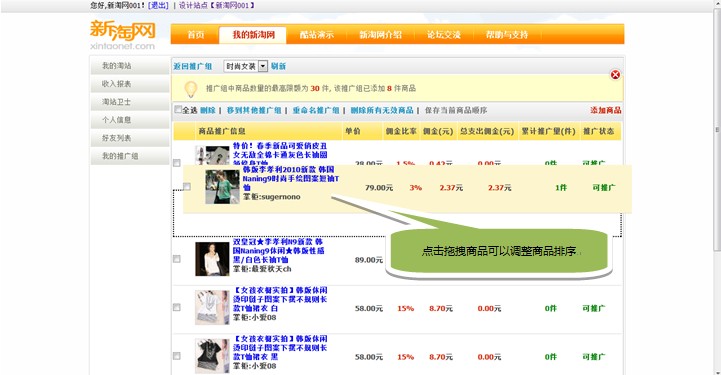 您好,新淘网001! [退出] | 设计站点【新淘网001】
新淘网
xintaonet.com
首页 我的新淘网 酷站演示 新淘网介绍 论坛交流 帮助与支持
我的淘站
收入报表
淘站卫士
个人信息
好友列表
我的推广组
返回推广组 时尚女装 刷新
推广组中商品数量的最高限额为 30 件, 该推广组已添加 8 件商品
全选 删除 | 移到其他推广组 | 重命名推广组 | 删除所有无效商品 | 保存当前商品顺序 添加商品
商品推广信息 单价 佣金比率 佣金(元) 总支出佣金(元) 累计推广量(件) 推广状态
特价！春季新品可爱俏皮丑
女无敌全棉卡通灰色长袖圆
28.00元 1.5% 0.42元 0.00元 0件 可推广
韩版李孝利2010新款 韩国
Naning9时尚手绘图案短袖T
恤
掌柜:sugernono
79.00元 3% 2.37元 2.37元 1件 可推广
点击拖拽商品可以调整商品排序
双皇冠★李孝利N9新款 韩
国Naning9休闲★韩版性感
黑/白色长袖T恤
掌柜:最爱秋天ch
89.00元
【女孩衣橱实拍】韩版休闲
烫印链子图案下摆不规则长
款T恤裙衣 白
掌柜:小爱08
58.00元 15% 8.70元 0.00元 0件 可推广
【女孩衣橱实拍】韩版休闲
烫印链子图案下摆不规则长
款T恤裙衣 黑
掌柜:小爱08
58.00元 15% 8.70元 0.00元 0件 可推广